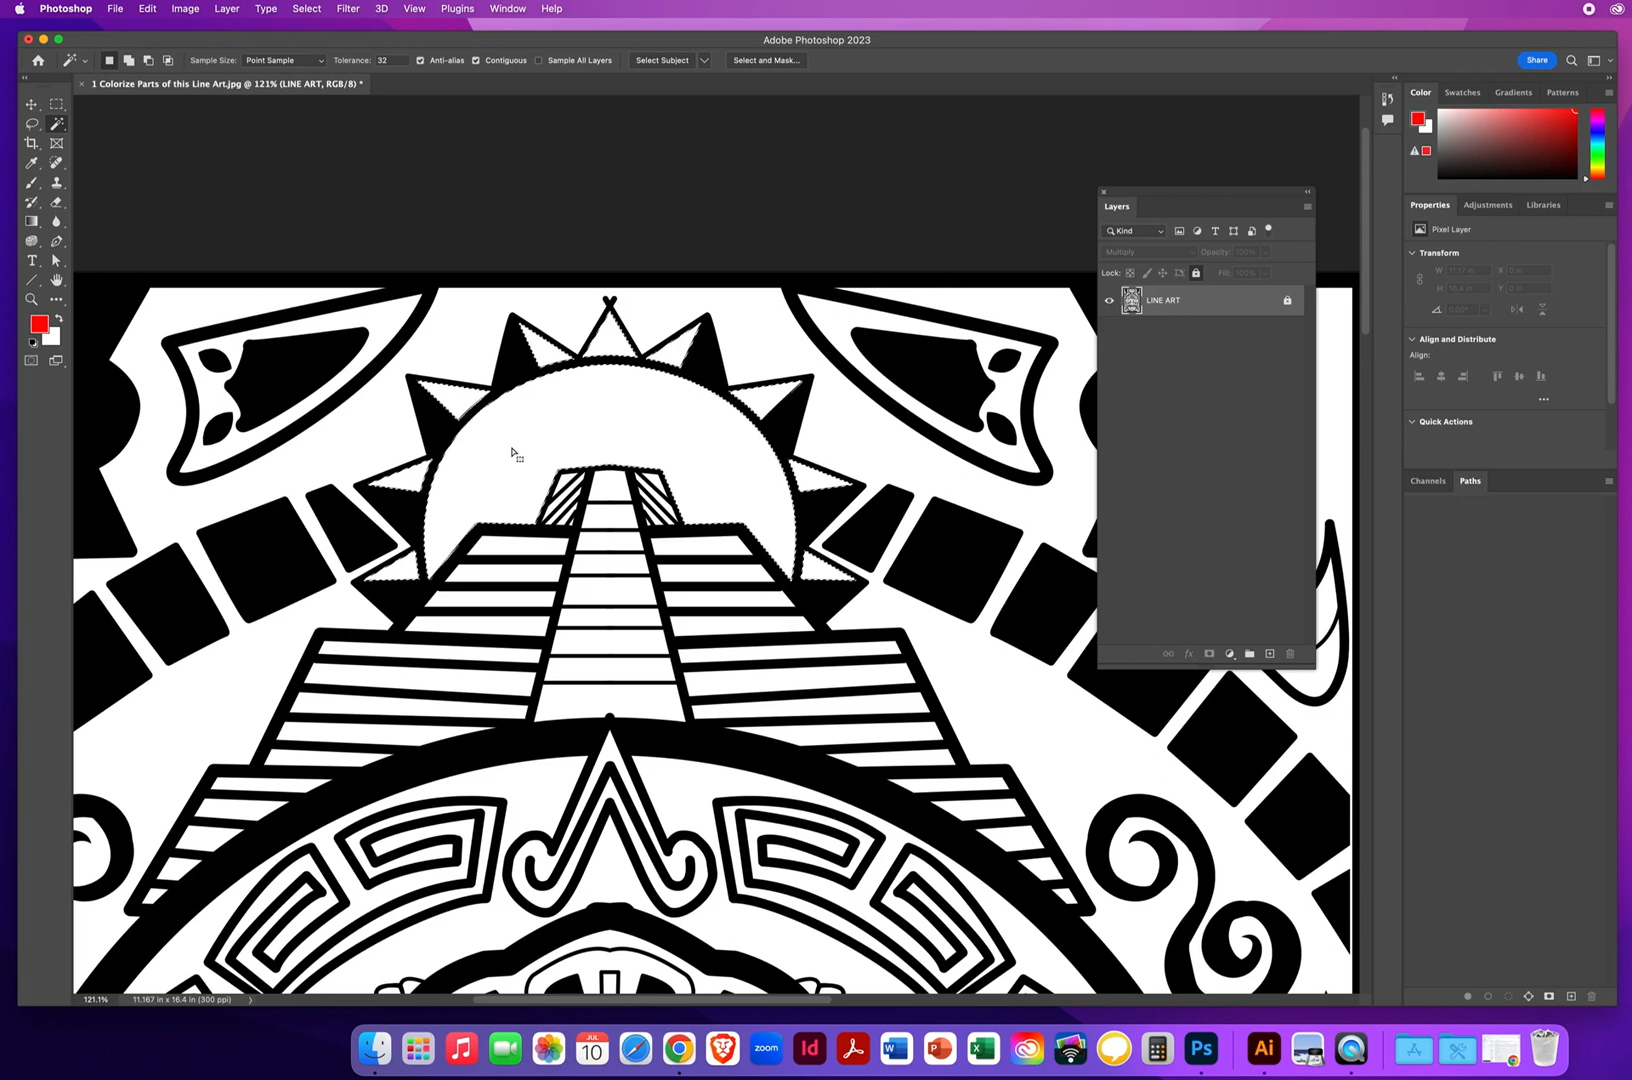 Photoshop File Edit Image Layer Type Select Filter 3D View Plugins Window Help
Adobe Photoshop 2023
Sample Size: Point Sample Tolerance: 32 Anti-alias Contiguous Sample All Layers Select Subject Select and Mask... Share
1 Colorize Parts of this Line Art.jpg @ 121% (LINE ART, RGB/8) *
Color Swatches Gradients Patterns
Layers
Kind
Multiply Opacity: 100%
Lock: Fill: 100%
LINE ART
Properties Adjustments Libraries
Pixel Layer
Transform
W 11.17 in X 0 in
H 16.4 in Y 0 in
0.00°
Align and Distribute
Align:
Quick Actions
Channels Paths
121.1% 11.167 in x 16.4 in (300 ppi)
JUL
10
zoom
Id
W
P
X
Ps
Ai